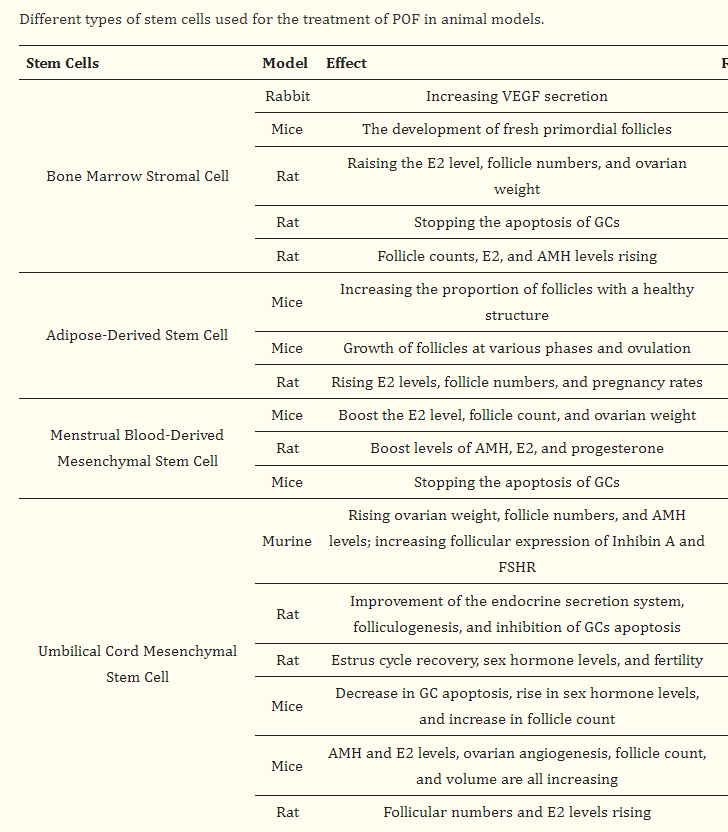 Different types of stem cells used for the treatment of POF in animal models.
Stem Cells Model Effect
Bone Marrow Stromal Cell
Rabbit Increasing VEGF secretion
Mice The development of fresh primordial follicles
Rat Raising the E2 level, follicle numbers, and ovarian
weight
Rat Stopping the apoptosis of GCs
Rat Follicle counts, E2, and AMH levels rising
Adipose-Derived Stem Cell
Mice Increasing the proportion of follicles with a healthy
structure
Mice Growth of follicles at various phases and ovulation
Rat Rising E2 levels, follicle numbers, and pregnancy rates
Menstrual Blood-Derived
Mesenchymal Stem Cell
Mice Boost the E2 level, follicle count, and ovarian weight
Rat Boost levels of AMH, E2, and progesterone
Mice Stopping the apoptosis of GCs
Umbilical Cord Mesenchymal
Stem Cell
Murine Rising ovarian weight, follicle numbers, and AMH
levels; increasing follicular expression of Inhibin A and
FSHR
Rat Improvement of the endocrine secretion system,
folliculogenesis, and inhibition of GCs apoptosis
Rat Estrus cycle recovery, sex hormone levels, and fertility
Mice Decrease in GC apoptosis, rise in sex hormone levels,
and increase in follicle count
Mice AMH and E2 levels, ovarian angiogenesis, follicle count,
and volume are all increasing
Rat Follicular numbers and E2 levels rising